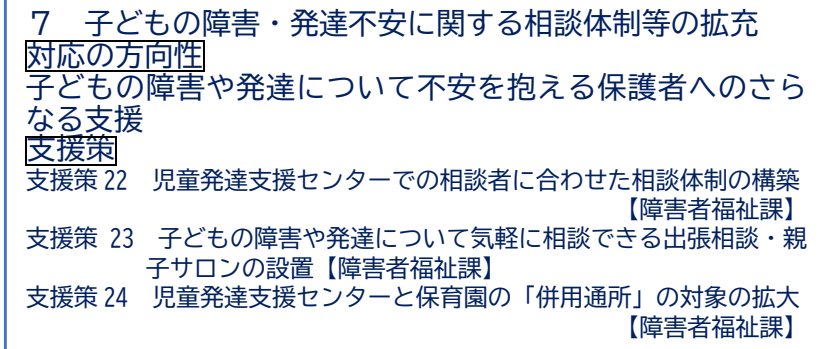 ７　子どもの障害・発達不安に関する相談体制等の拡充
対応の方向性
子どもの障害や発達について不安を抱える保護者へのさら
なる支援
支援策
支援策 22　児童発達支援センターでの相談者に合わせた相談体制の構築
【障害者福祉課】
支援策 23　子どもの障害や発達について気軽に相談できる出張相談・親
子サロンの設置【障害者福祉課】
支援策 24　児童発達支援センターと保育園の「併用通所」の対象の拡大
【障害者福祉課】